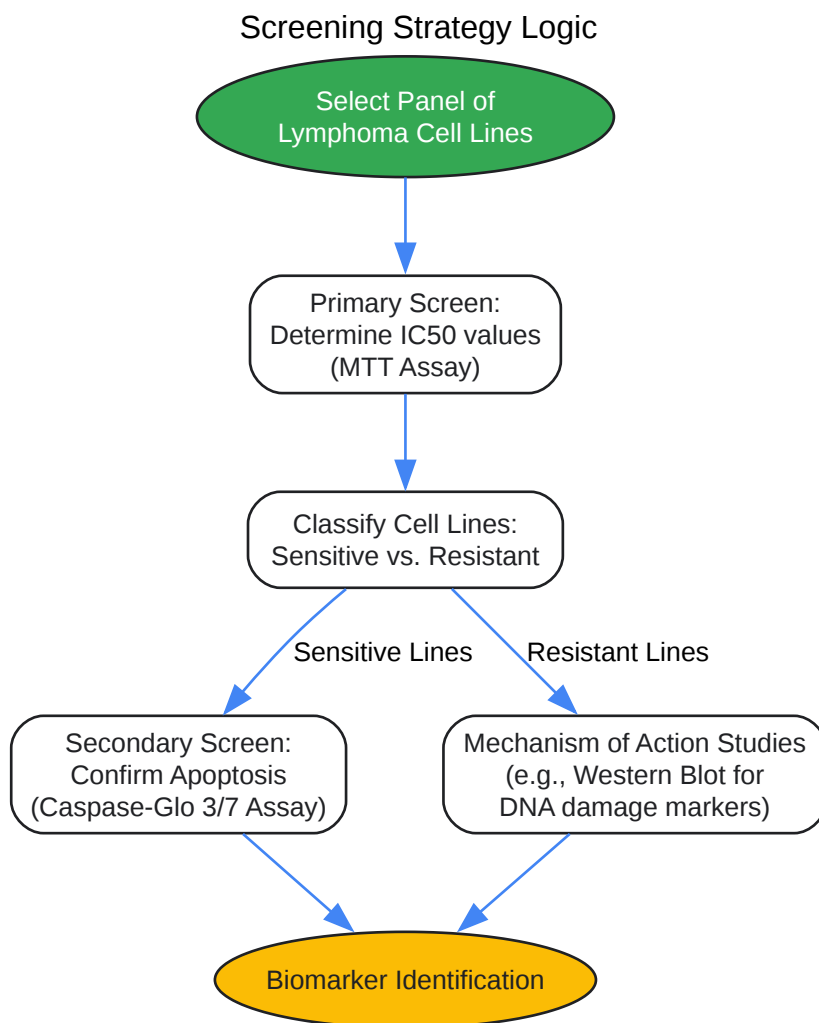 Screening Strategy Logic
Select Panel of
Lymphoma Cell Lines
Primary Screen:
Determine IC50 values
(MTT Assay)
Classify Cell Lines:
Sensitive vs. Resistant
Sensitive Lines
Resistant Lines
Secondary Screen:
Confirm Apoptosis
(Caspase-Glo 3/7 Assay)
Mechanism of Action Studies
(e.g., Western Blot for
DNA damage markers)
Biomarker Identification